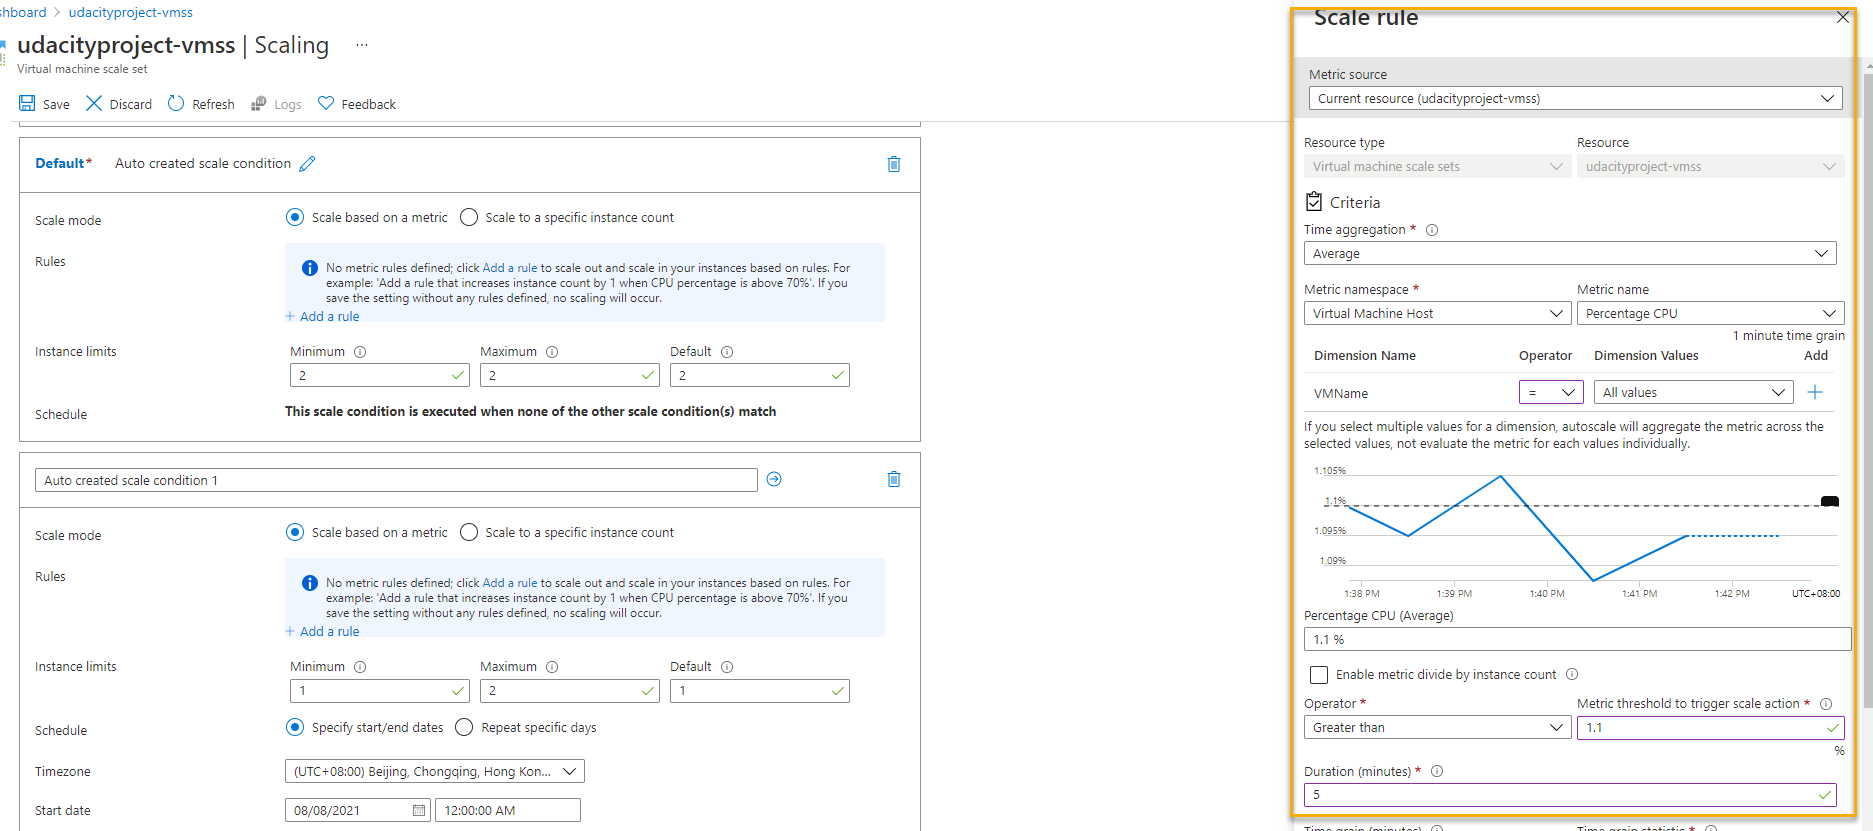 shboard > udacityproject-vmss
udacityproject-vmss | Scaling ...
Virtual machine scale set
Save Discard Refresh Logs Feedback
Default* Auto created scale condition
Scale mode Scale based on a metric Scale to a specific instance count
Rules
No metric rules defined; click Add a rule to scale out and scale in your instances based on rules. For
example: 'Add a rule that increases instance count by 1 when CPU percentage is above 70%'. If you
save the setting without any rules defined, no scaling will occur.
+ Add a rule
Instance limits Minimum Maximum Default
2 2 2
Schedule This scale condition is executed when none of the other scale condition(s) match
Auto created scale condition 1
Scale mode Scale based on a metric Scale to a specific instance count
Rules
No metric rules defined; click Add a rule to scale out and scale in your instances based on rules. For
example: 'Add a rule that increases instance count by 1 when CPU percentage is above 70%'. If you
save the setting without any rules defined, no scaling will occur.
+ Add a rule
Instance limits Minimum Maximum Default
1 2 1
Schedule Specify start/end dates Repeat specific days
Timezone (UTC+08:00) Beijing, Chongqing, Hong Kon...
Start date 08/08/2021 12:00:00 AM
Scale rule
Metric source
Current resource (udacityproject-vmss)
Resource type Resource
Virtual machine scale sets udacityproject-vmss
Criteria
Time aggregation *
Average
Metric namespace * Metric name
Virtual Machine Host Percentage CPU
1 minute time grain
Dimension Name Operator Dimension Values Add
VMName = All values +
If you select multiple values for a dimension, autoscale will aggregate the metric across the
selected values, not evaluate the metric for each values individually.
1.105%
1.1%
1.095%
1.09%
1:38 PM 1:39 PM 1:40 PM 1:41 PM 1:42 PM UTC+08:00
Percentage CPU (Average)
1.1 %
Enable metric divide by instance count
Operator * Metric threshold to trigger scale action *
Greater than 1.1
%
Duration (minutes) *
5
Time grain (minutes) Time grain statistic *